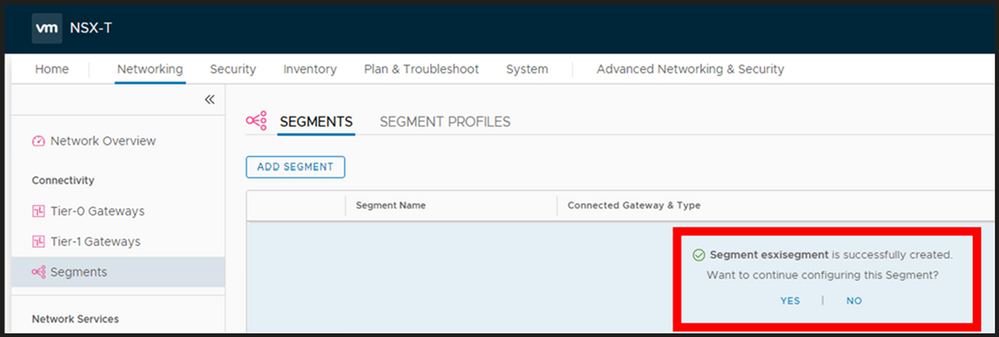 vm NSX-T
Home Networking Security Inventory Plan & Troubleshoot System Advanced Networking & Security
«
Network Overview
Connectivity
Tier-0 Gateways
Tier-1 Gateways
Segments
Network Services
SEGMENTS SEGMENT PROFILES
ADD SEGMENT
Segment Name Connected Gateway & Type
Segment esxisegment is successfully created.
Want to continue configuring this Segment?
YES | NO